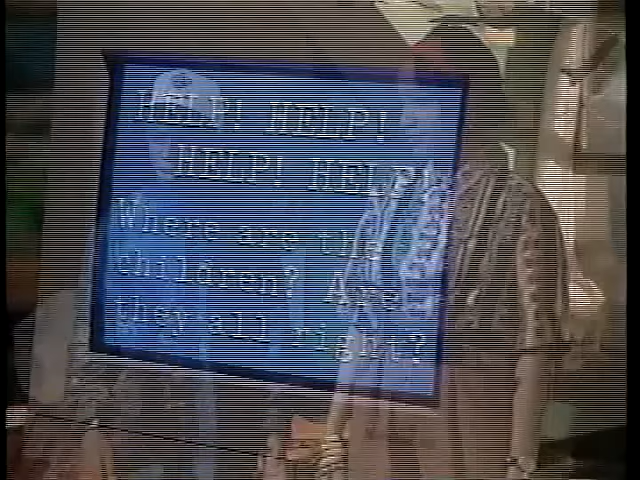 HELP! HELP!
HELP! HELP!
Where are the
children? Are
they all right?